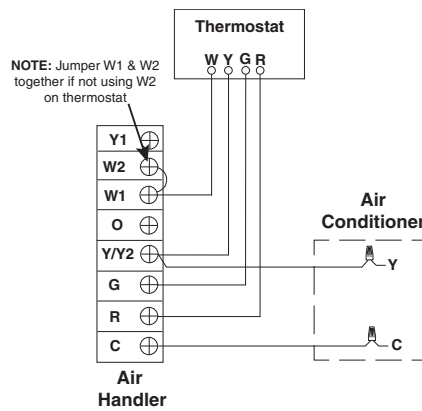 Thermostat
W Y G R
NOTE: Jumper W1 & W2
together if not using W2
on thermostat
Y1
W2
W1
O
Y/Y2
G
R
C
Air
Handler
Air
Conditioner
Y
C